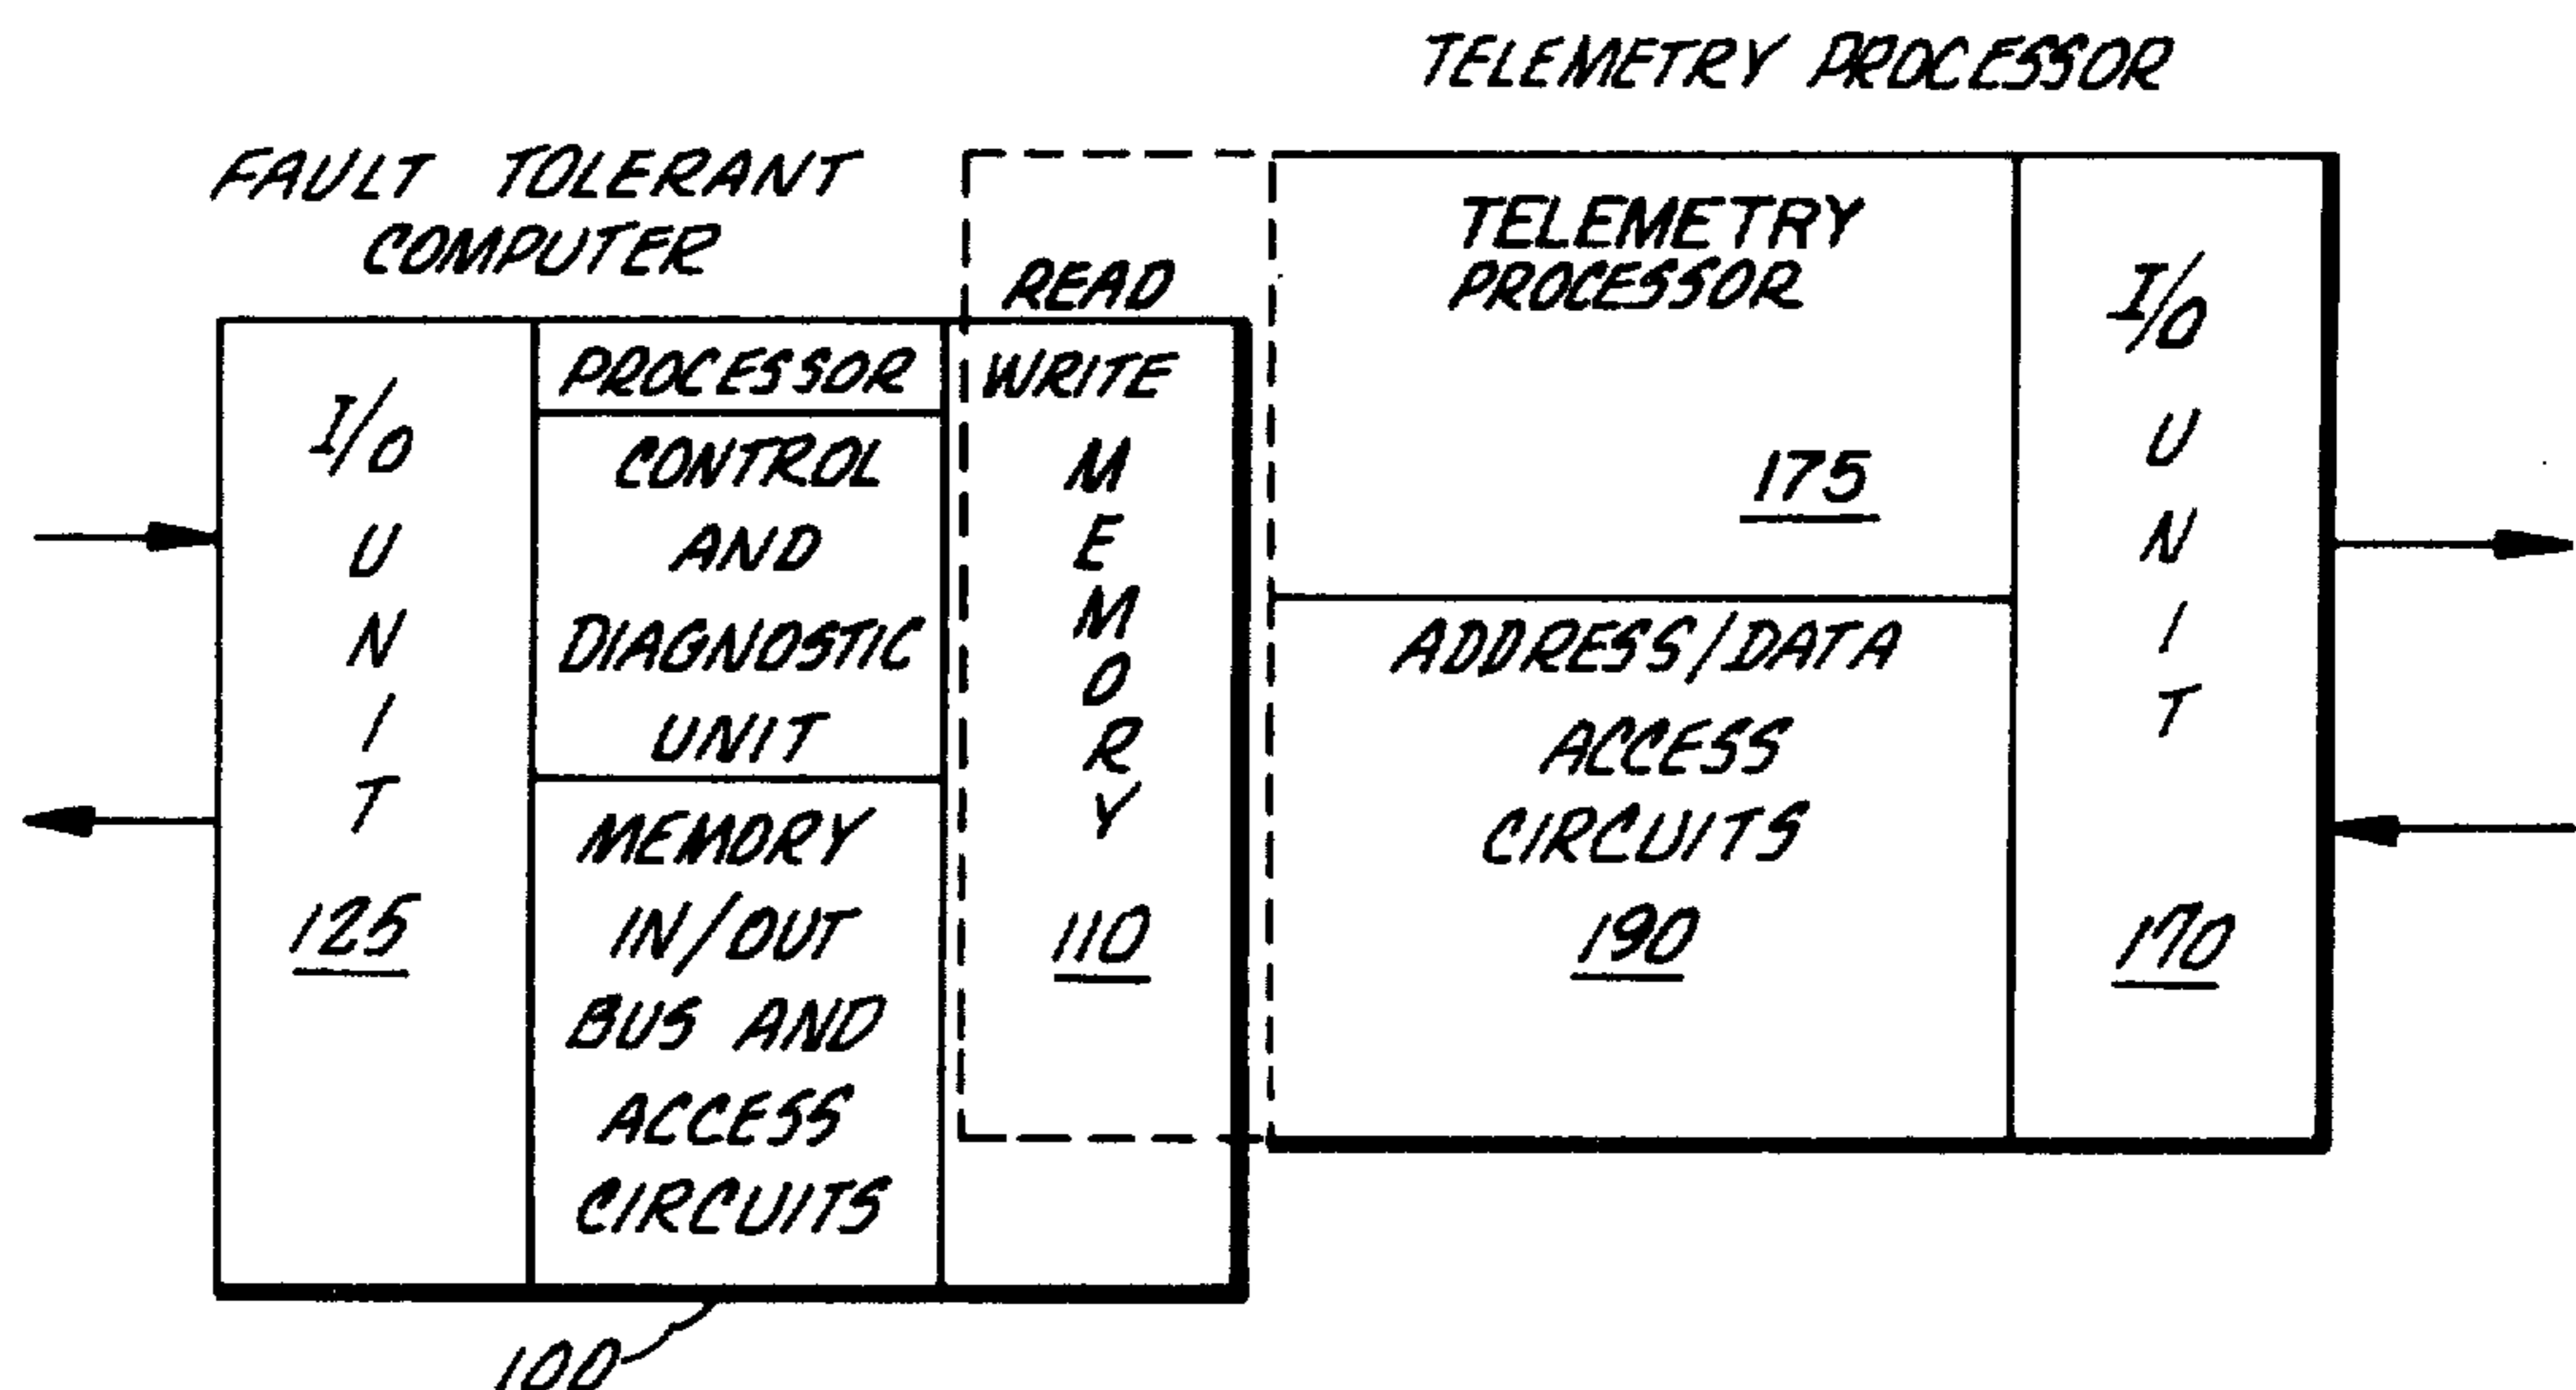 TELEMETRY PROCESSOR
FAULT TOLERANT
COMPUTER
I/O
UNIT
125
PROCESSOR
CONTROL
AND
DIAGNOSTIC
UNIT
MEMORY
IN/OUT
BUS AND
ACCESS
CIRCUITS
READ
WRITE
MEMORY
110
TELEMETRY
PROCESSOR
175
ADDRESS/DATA
ACCESS
CIRCUITS
190
I/O
UNIT
170
100